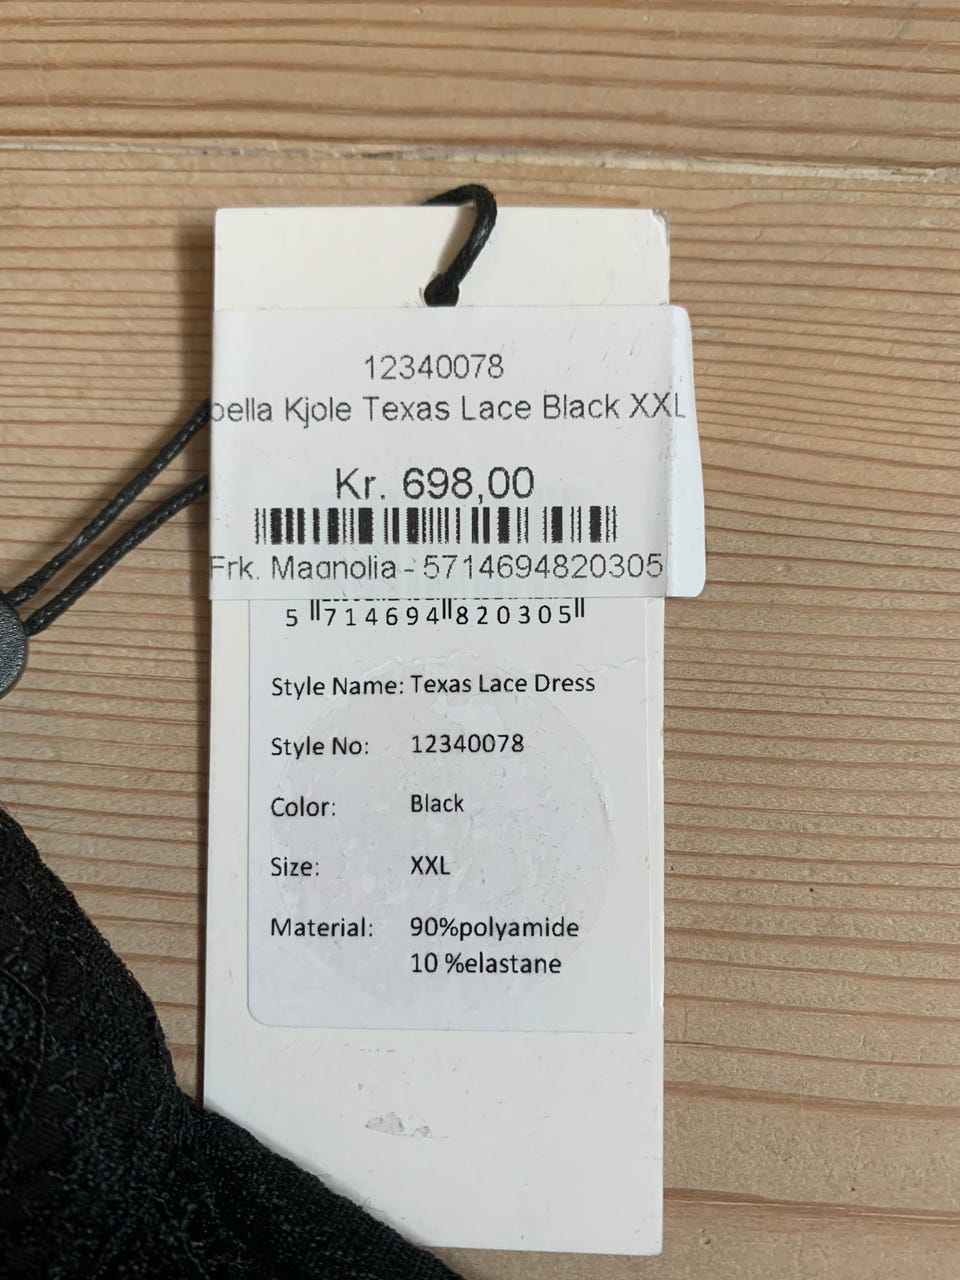 12340078
bella Kjole Texas Lace Black XXL
Kr. 698,00
Frk. Magnolia - 5714694820305
5 714694 820305
Style Name: Texas Lace Dress
Style No: 12340078
Color: Black
Size: XXL
Material: 90%polyamide
10 %elastane